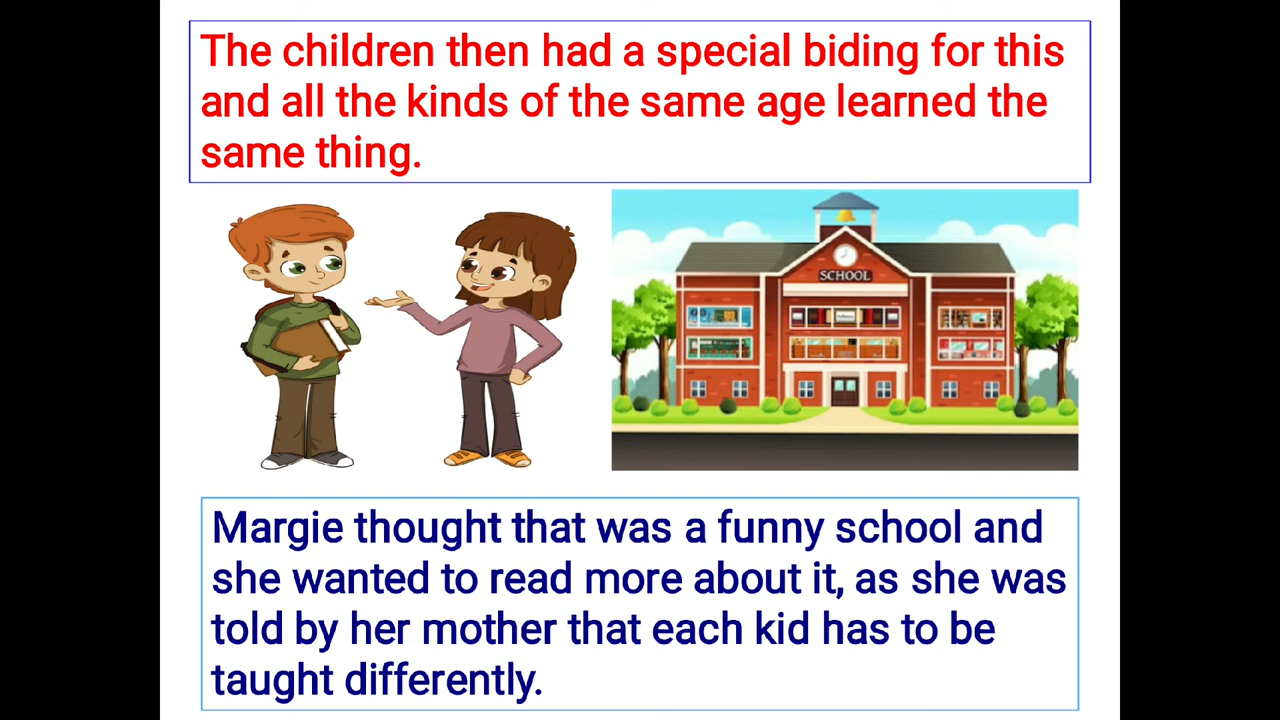 The children then had a special biding for this
and all the kinds of the same age learned the
same thing.
SCHOOL
Margie thought that was a funny school and
she wanted to read more about it, as she was
told by her mother that each kid has to be
taught differently.